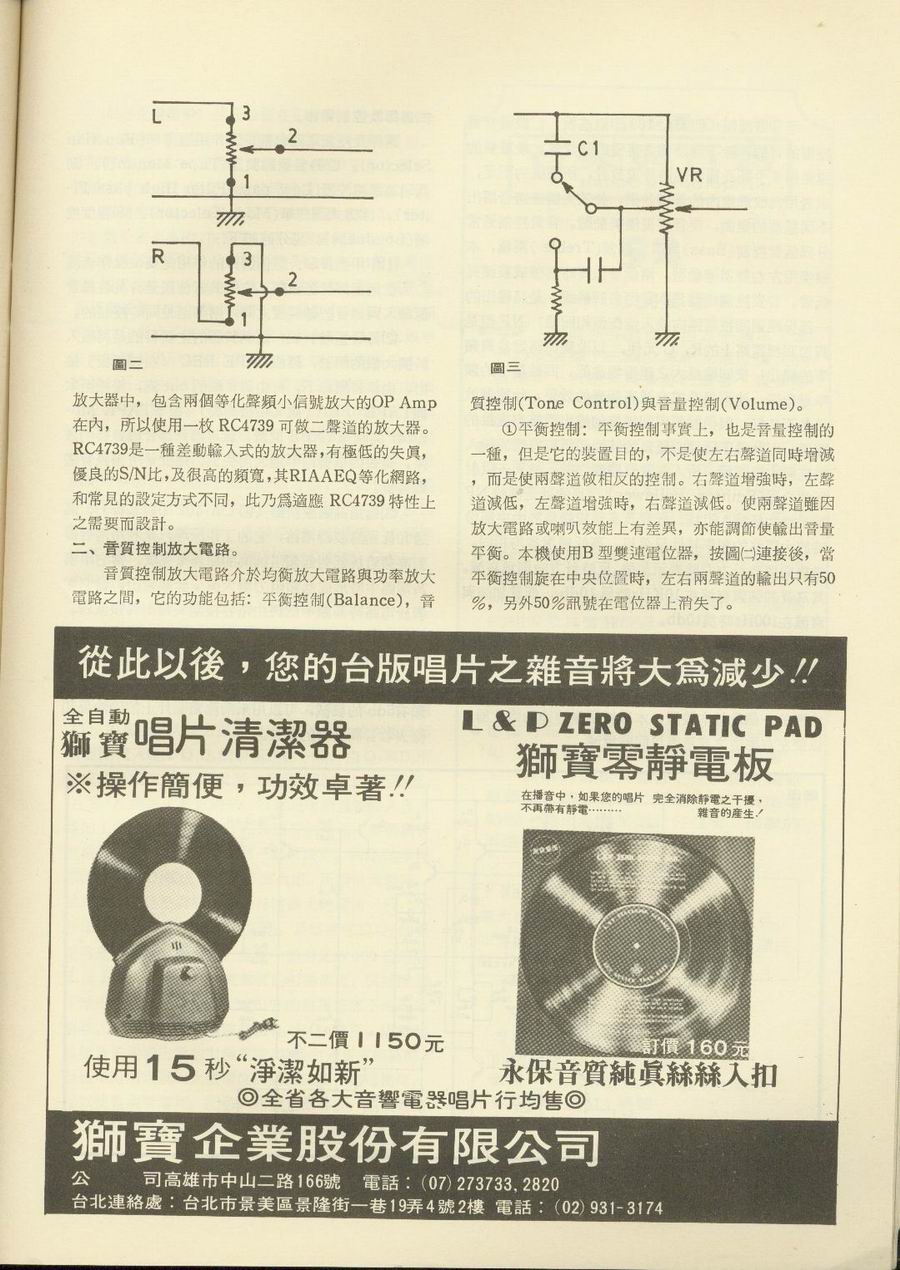 L
3
2
1
R
3
2
1
圖二
C1
VR
圖三
放大器中，包含兩個等化聲頻小信號放大的OP Amp
在內，所以使用一枚 RC4739 可做二聲道的放大器。
RC4739是一種差動輸入式的放大器，有極低的失眞，
優良的S/N比，及很高的頻寬，其RIAAEQ等化網路，
和常見的設定方式不同，此乃爲適應 RC4739 特性上
之需要而設計。
二、音質控制放大電路。
音質控制放大電路介於均衡放大電路與功率放大
電路之間，它的功能包括：平衡控制(Balance)，音
質控制(Tone Control)與音量控制(Volume)。
①平衡控制：平衡控制事實上，也是音量控制的
一種，但是它的裝置目的，不是使左右聲道同時增減
，而是使兩聲道做相反的控制。右聲道增強時，左聲
道減低，左聲道增強時，右聲道減低。使兩聲道雖因
放大電路或喇叭效能上有差異，亦能調節使輸出音量
平衡。本機使用B 型雙連電位器，按圖㈡連接後，當
平衡控制旋在中央位置時，左右兩聲道的輸出只有50
％，另外50％訊號在電位器上消失了。
從此以後，您的台版唱片之雜音將大爲減少!!
全自動
獅寶唱片清潔器
※操作簡便，功效卓著!!
不二價1150元
使用15秒“淨潔如新”
L & P ZERO STATIC PAD
獅寶零靜電板
在播音中，如果您的唱片 完全消除靜電之干擾，
不再帶有靜電……… 雜音的產生!
訂價 160元
永保音質純眞絲絲入扣
◎全省各大音響電器唱片行均售◎
獅寶企業股份有限公司
公　　司高雄市中山二路166號　電話：(07)273733,2820
台北連絡處：台北市景美區景隆街一巷19弄4號2樓 電話：(02)931-3174